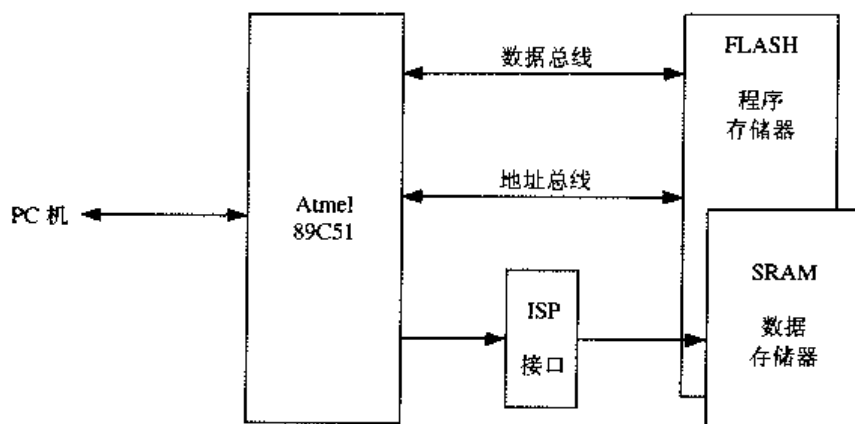 PC 机
Atmel
89C51
数据总线
地址总线
ISP
接口
FLASH
程序
存储器
SRAM
数据
存储器